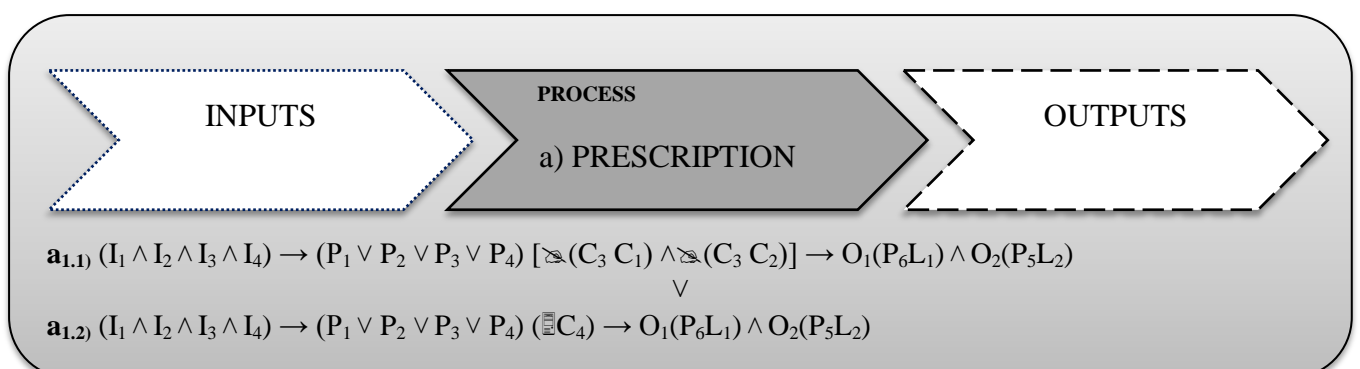 INPUTS
PROCESS
a) PRESCRIPTION
OUTPUTS
a₁.₁₎ (I₁ ∧ I₂ ∧ I₃ ∧ I₄) → (P₁ ∨ P₂ ∨ P₃ ∨ P₄) [✎(C₃ C₁) ∧✎(C₃ C₂)] → O₁(P₆L₁) ∧ O₂(P₅L₂)
∨
a₁.₂₎ (I₁ ∧ I₂ ∧ I₃ ∧ I₄) → (P₁ ∨ P₂ ∨ P₃ ∨ P₄) (🖹C₄) → O₁(P₆L₁) ∧ O₂(P₅L₂)